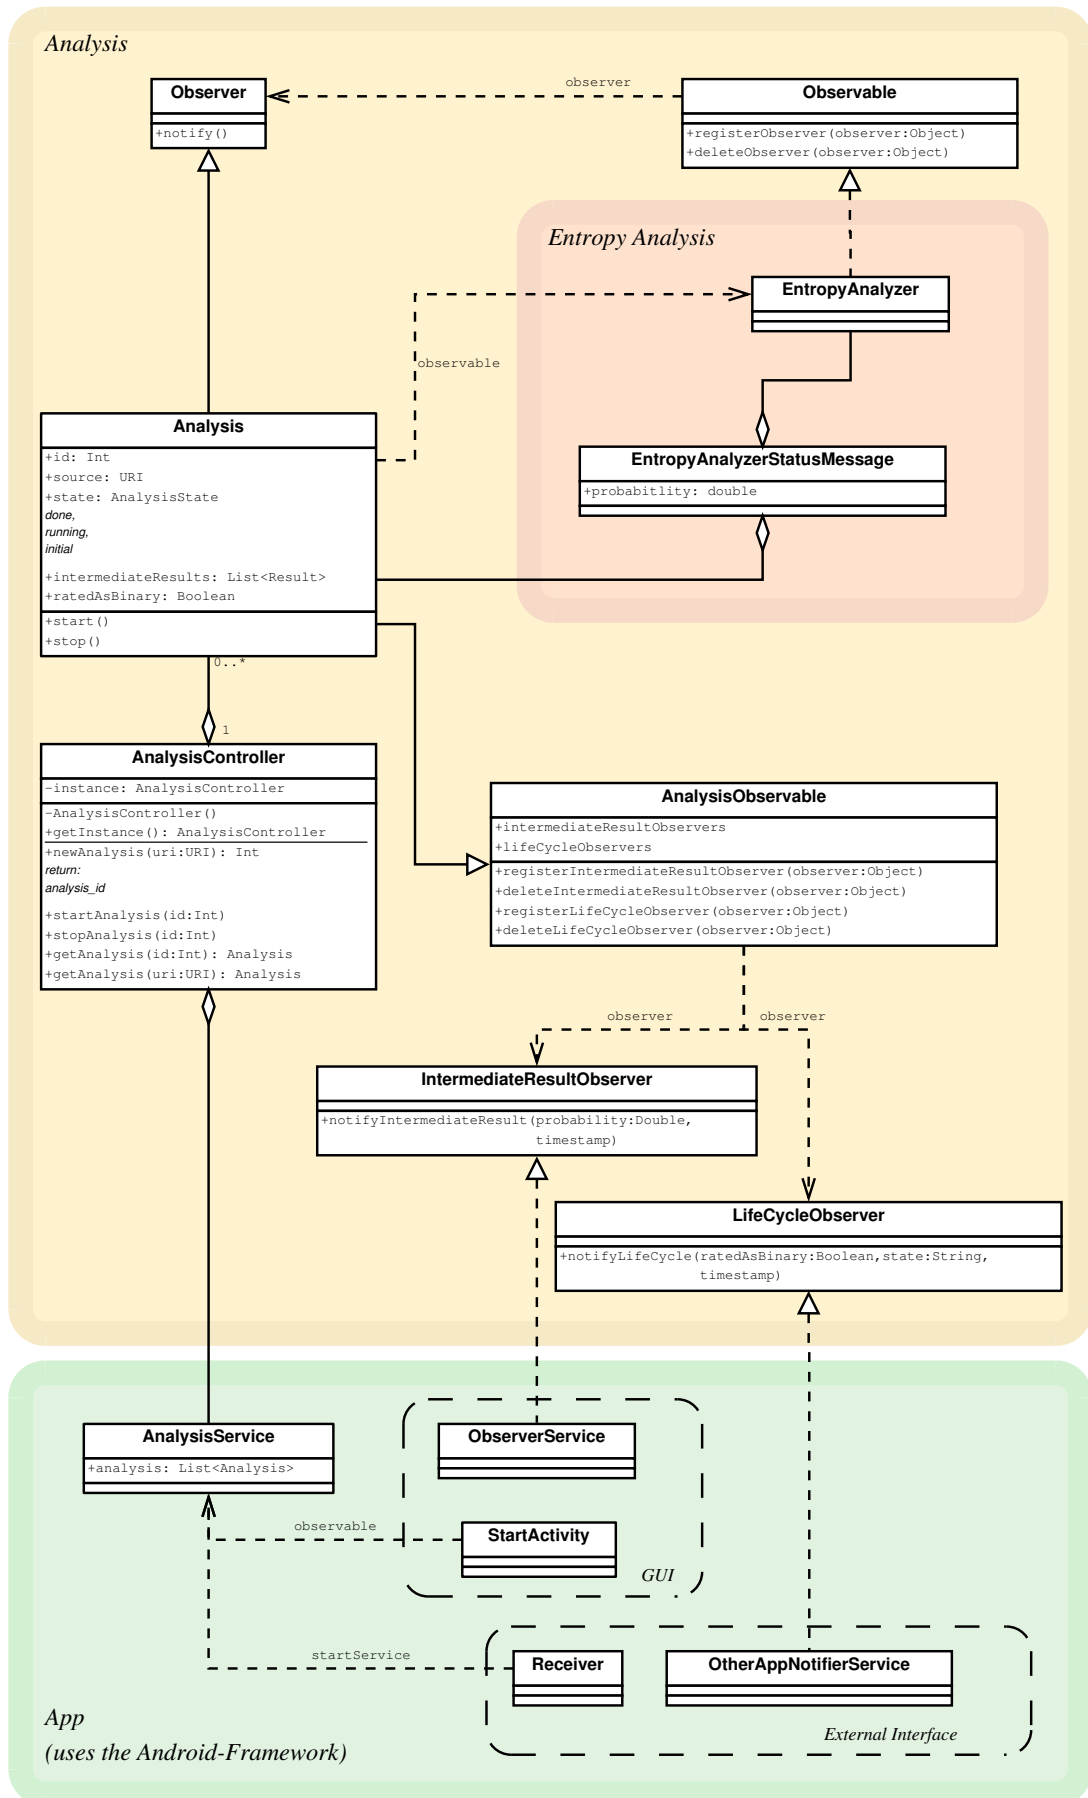 Analysis
Observer
+notify()
observer
Observable
+registerObserver(observer:Object)
+deleteObserver(observer:Object)
Entropy Analysis
EntropyAnalyzer
observable
Analysis
+id: Int
+source: URI
+state: AnalysisState
done,
running,
initial
+intermediateResults: List<Result>
+ratedAsBinary: Boolean
+start()
+stop()
EntropyAnalyzerStatusMessage
+probabitlity: double
0..*
1
AnalysisController
-instance: AnalysisController
-AnalysisController()
+getInstance(): AnalysisController
+newAnalysis(uri:URI): Int
return:
analysis_id
+startAnalysis(id:Int)
+stopAnalysis(id:Int)
+getAnalysis(id:Int): Analysis
+getAnalysis(uri:URI): Analysis
AnalysisObservable
+intermediateResultObservers
+lifeCycleObservers
+registerIntermediateResultObserver(observer:Object)
+deleteIntermediateResultObserver(observer:Object)
+registerLifeCycleObserver(observer:Object)
+deleteLifeCycleObserver(observer:Object)
observer
observer
IntermediateResultObserver
+notifyIntermediateResult(probability:Double,
timestamp)
LifeCycleObserver
+notifyLifeCycle(ratedAsBinary:Boolean,state:String,
timestamp)
AnalysisService
+analysis: List<Analysis>
ObserverService
observable
StartActivity
GUI
startService
Receiver
OtherAppNotifierService
External Interface
App
(uses the Android-Framework)